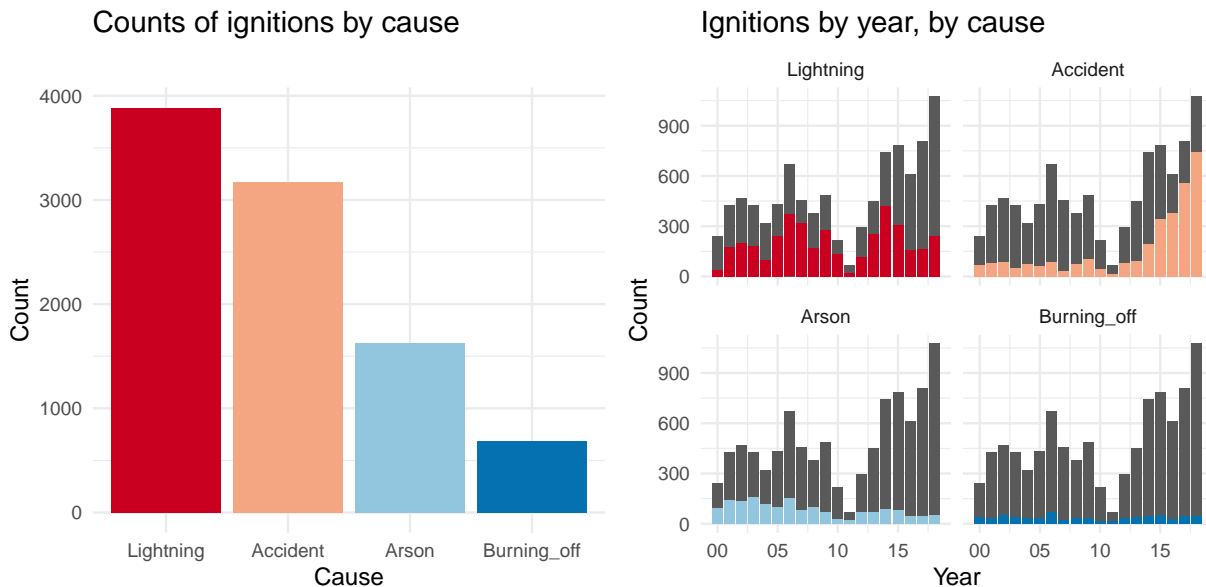 Counts of ignitions by cause
4000
3000
2000
1000
0
Count
Lightning Accident Arson Burning_off
Cause
Ignitions by year, by cause
Lightning Accident
900
600
300
0
Count
Arson Burning_off
900
600
300
0
00 05 10 15 00 05 10 15
Year